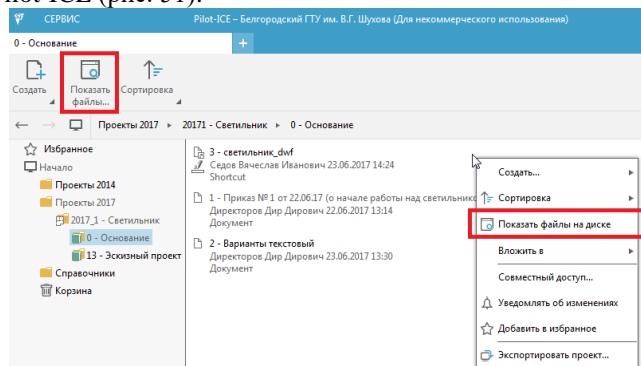 not-ICE (рис. 51).
СЕРВИС
Pilot-ICE – Белгородский ГТУ им. В.Г. Шухова (Для некоммерческого использования)
0 - Основание
+
Создать
Показать файлы...
Сортировка
Проекты 2017 ▸ 20171 - Светильник ▸ 0 - Основание
Избранное
Начало
Проекты 2014
Проекты 2017
2017_1 - Светильник
0 - Основание
13 - Эскизный проект
Справочники
Корзина
3 - светильник_dwf
Седов Вячеслав Иванович 23.06.2017 14:24
Shortcut
1 - Приказ № 1 от 22.06.17 (о начале работы над светильник
Директоров Дир Дирович 22.06.2017 13:14
Документ
2 - Варианты текстовый
Директоров Дир Дирович 23.06.2017 13:30
Документ
Создать...
Сортировка
Показать файлы на диске
Вложить в
Совместный доступ...
Уведомлять об изменениях
Добавить в избранное
Экспортировать проект...